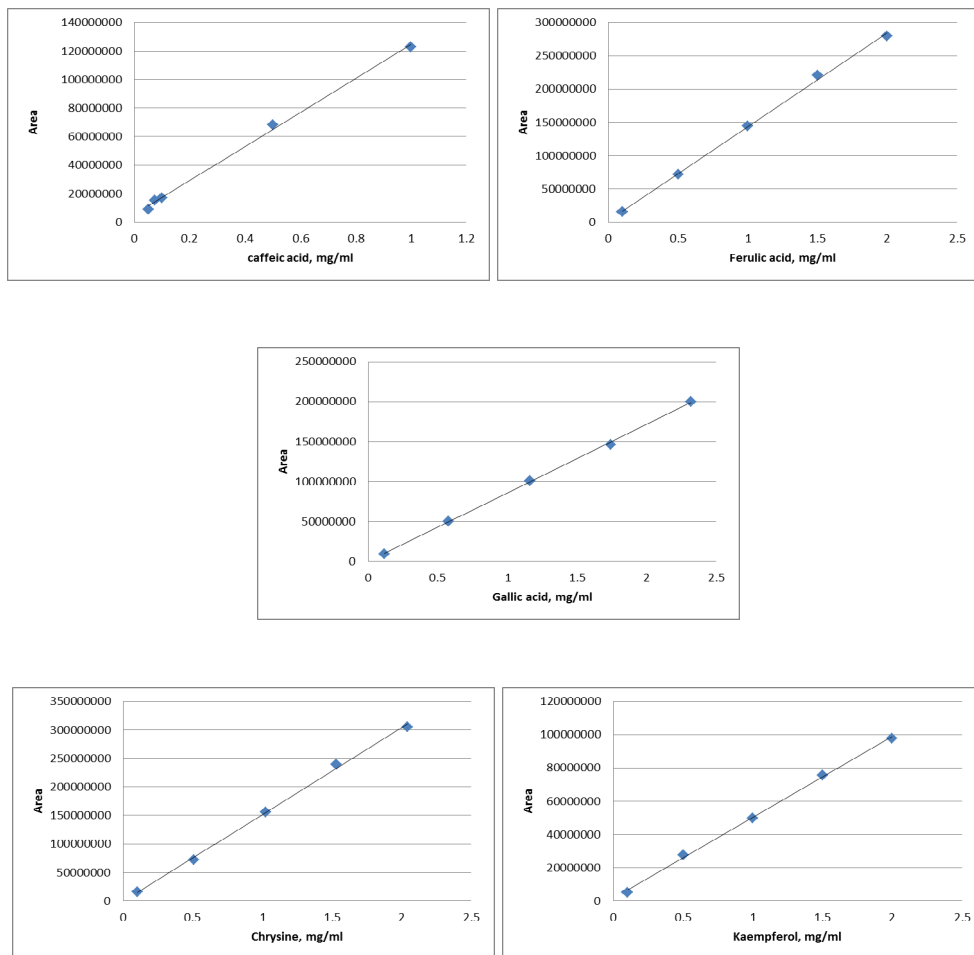 140000000
120000000
100000000
80000000
60000000
40000000
20000000
0
Area
0 0.2 0.4 0.6 0.8 1 1.2
caffeic acid, mg/ml
300000000
250000000
200000000
150000000
100000000
50000000
0
Area
0 0.5 1 1.5 2 2.5
Ferulic acid, mg/ml
250000000
200000000
150000000
100000000
50000000
0
Area
0 0.5 1 1.5 2 2.5
Gallic acid, mg/ml
350000000
300000000
250000000
200000000
150000000
100000000
50000000
0
Area
0 0.5 1 1.5 2 2.5
Chrysine, mg/ml
120000000
100000000
80000000
60000000
40000000
20000000
0
Area
0 0.5 1 1.5 2 2.5
Kaempferol, mg/ml